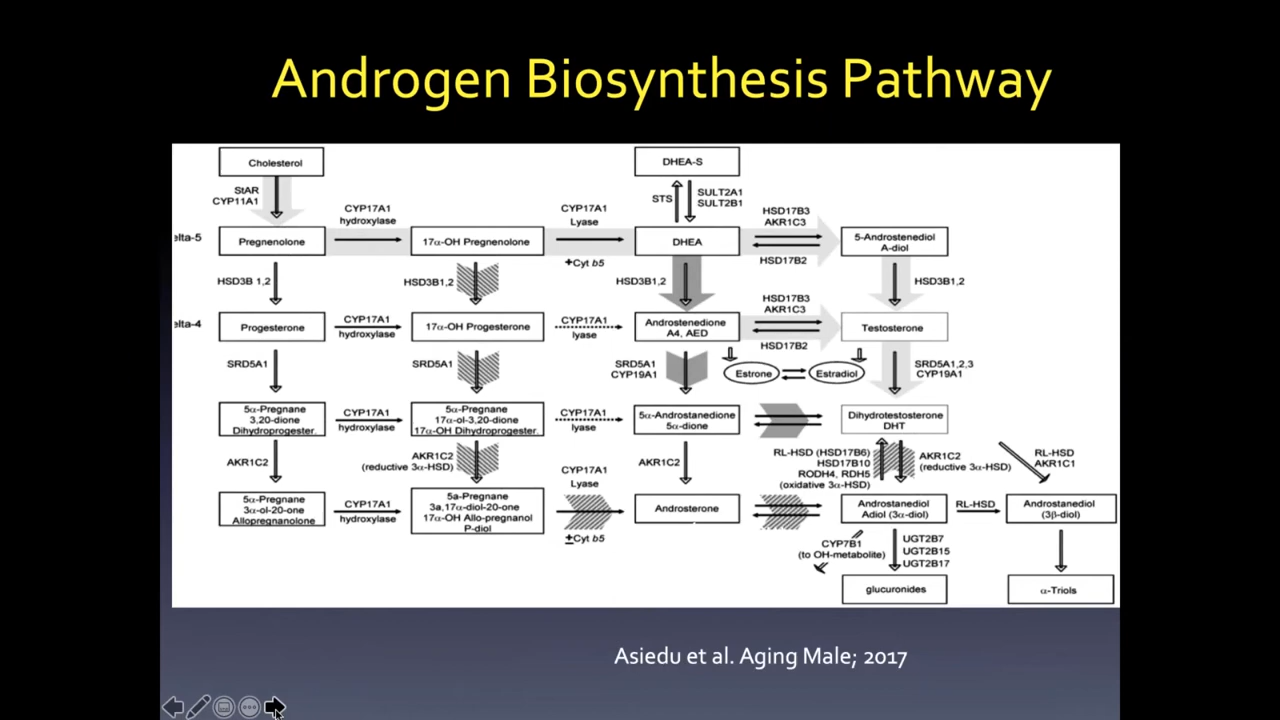 Androgen Biosynthesis Pathway
Cholesterol
DHEA-S
StAR
CYP11A1
CYP17A1
hydroxylase
CYP17A1
Lyase
STS
SULT2A1
SULT2B1
HSD17B3
AKR1C3
elta-5
Pregnenolone
17α-OH Pregnenolone
+Cyt b5
DHEA
HSD17B2
5-Androstenediol
A-diol
HSD3B 1,2
HSD3B1,2
HSD3B1,2
HSD3B1,2
elta-4
Progesterone
CYP17A1
hydroxylase
17α-OH Progesterone
CYP17A1
lyase
Androstenedione
A4, AED
HSD17B3
AKR1C3
HSD17B2
Testosterone
SRD5A1
SRD5A1
SRD5A1
CYP19A1
Estrone
Estradiol
SRD5A1,2,3
CYP19A1
5α-Pregnane
3,20-dione
Dihydroprogester.
CYP17A1
hydroxylase
5α-Pregnane
17α-ol-3,20-dione
17α-OH Dihydroprogester.
CYP17A1
lyase
5α-Androstanedione
5α-dione
Dihydrotestosterone
DHT
AKR1C2
AKR1C2
(reductive 3α-HSD)
CYP17A1
Lyase
AKR1C2
RL-HSD (HSD17B6)
HSD17B10
RODH4, RDH5
(oxidative 3α-HSD)
AKR1C2
(reductive 3α-HSD)
RL-HSD
AKR1C1
5α-Pregnane
3α-ol-20-one
Allopregnanolone
CYP17A1
hydroxylase
5a-Pregnane
3a,17α-diol-20-one
17α-OH Allo-pregnanol
P-diol
±Cyt b5
Androsterone
Androstanediol
Adiol (3α-diol)
RL-HSD
Androstanediol
(3β-diol)
CYP7B1
(to OH-metabolite)
UGT2B7
UGT2B15
UGT2B17
glucuronides
α-Triols
Asiedu et al. Aging Male; 2017